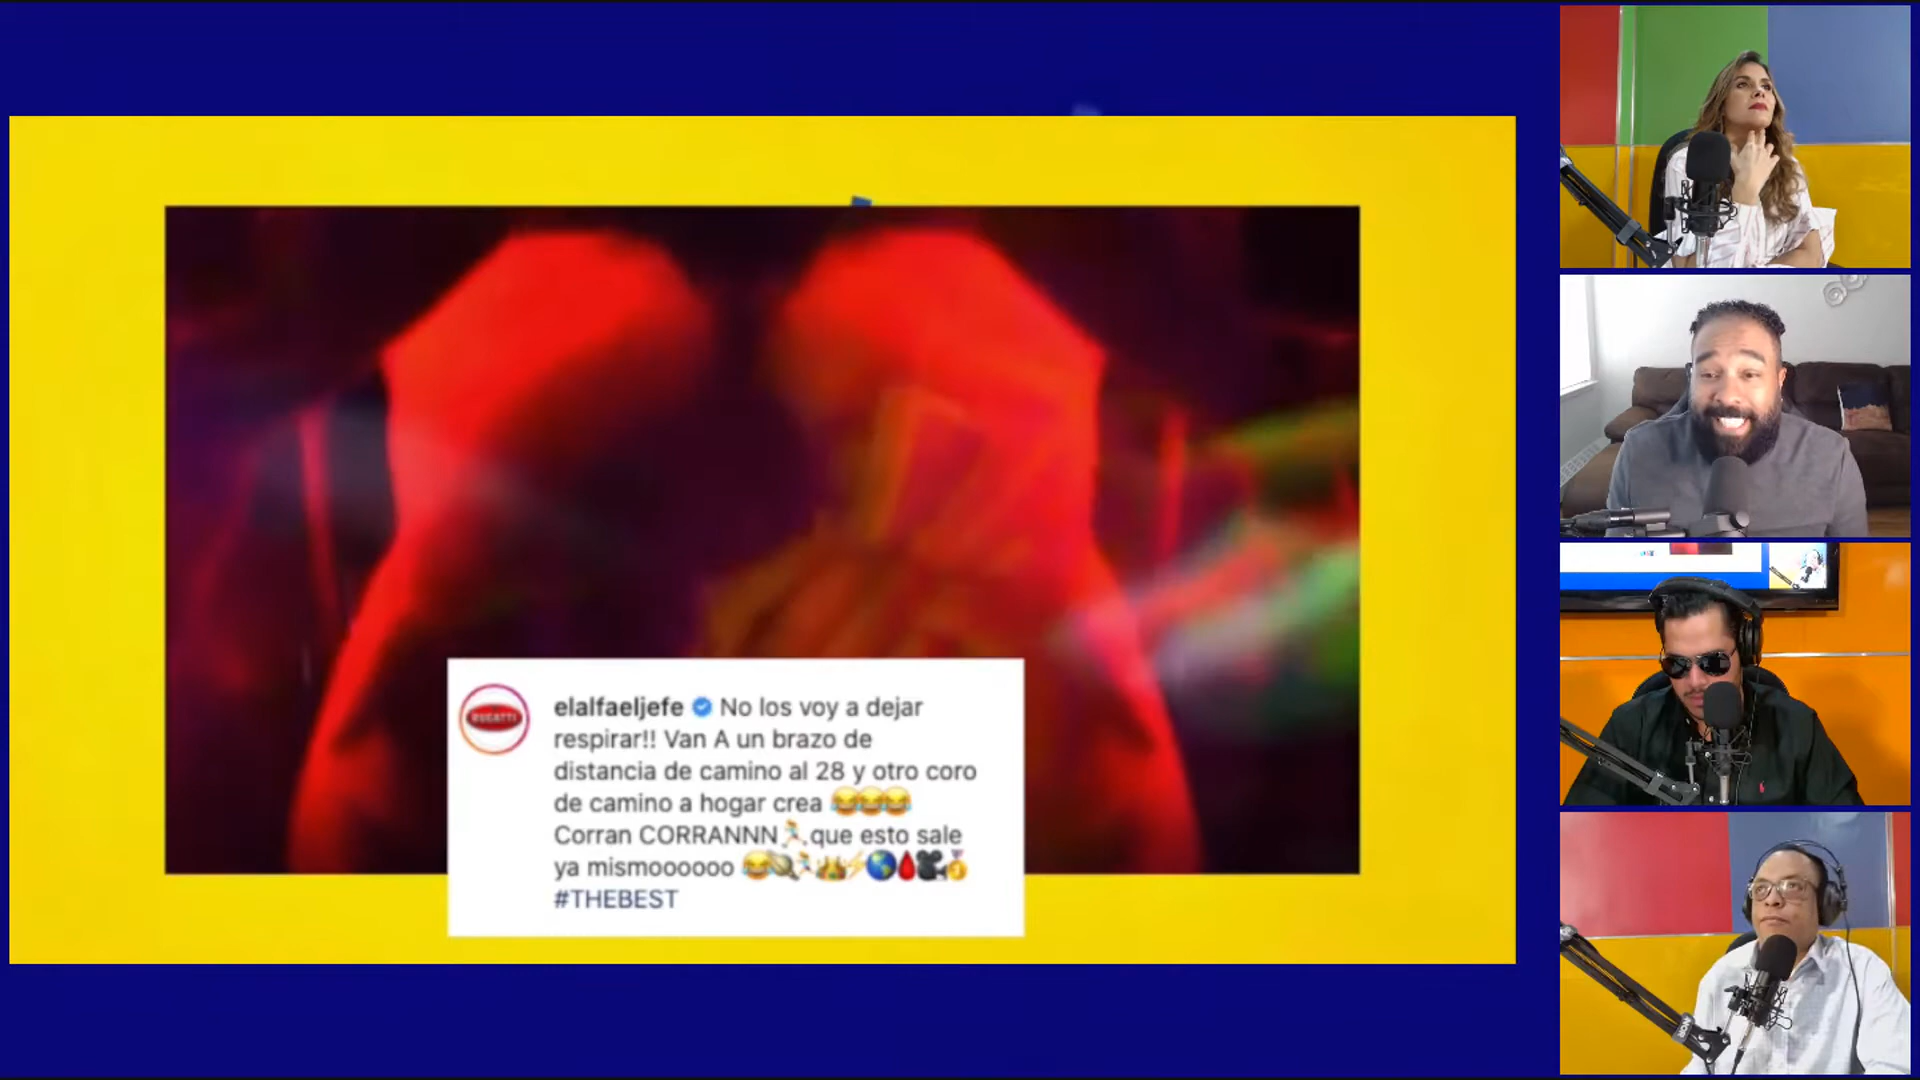 elalfaeljefe No los voy a dejar
respirar!! Van A un brazo de
distancia de camino al 28 y otro coro
de camino a hogar crea 😂😂😂
Corran CORRANNN🏃que esto sale
ya mismoooooo 😂
#THEBEST
BUGATTI